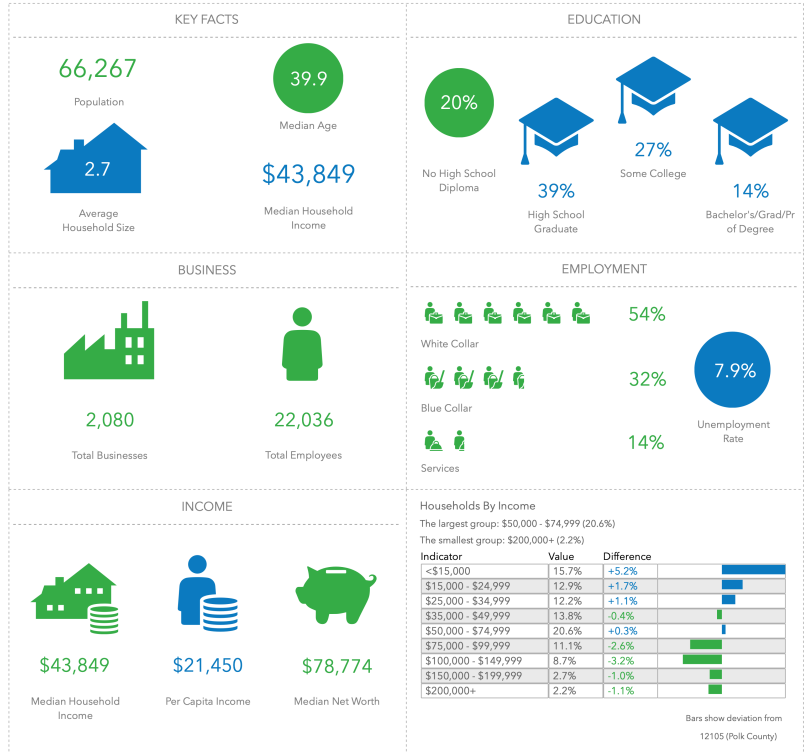 KEY FACTS
66,267
Population
39.9
Median Age
2.7
Average
Household Size
$43,849
Median Household
Income
EDUCATION
20%
No High School
Diploma
39%
High School
Graduate
27%
Some College
14%
Bachelor's/Grad/Pr
of Degree
BUSINESS
2,080
Total Businesses
22,036
Total Employees
EMPLOYMENT
54%
White Collar
32%
Blue Collar
14%
Services
7.9%
Unemployment
Rate
INCOME
$43,849
Median Household
Income
$21,450
Per Capita Income
$78,774
Median Net Worth
Households By Income
The largest group: $50,000 - $74,999 (20.6%)
The smallest group: $200,000+ (2.2%)
Indicator Value Difference
<$15,000 15.7% +5.2%
$15,000 - $24,999 12.9% +1.7%
$25,000 - $34,999 12.2% +1.1%
$35,000 - $49,999 13.8% -0.4%
$50,000 - $74,999 20.6% +0.3%
$75,000 - $99,999 11.1% -2.6%
$100,000 - $149,999 8.7% -3.2%
$150,000 - $199,999 2.7% -1.0%
$200,000+ 2.2% -1.1%
Bars show deviation from
12105 (Polk County)